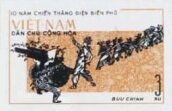 10 NĂM CHIẾN THẮNG ĐIỆN BIÊN PHỦ
VIỆT-NAM
DÂN CHỦ CỘNG HÒA
3
XU
BƯU CHÍNH